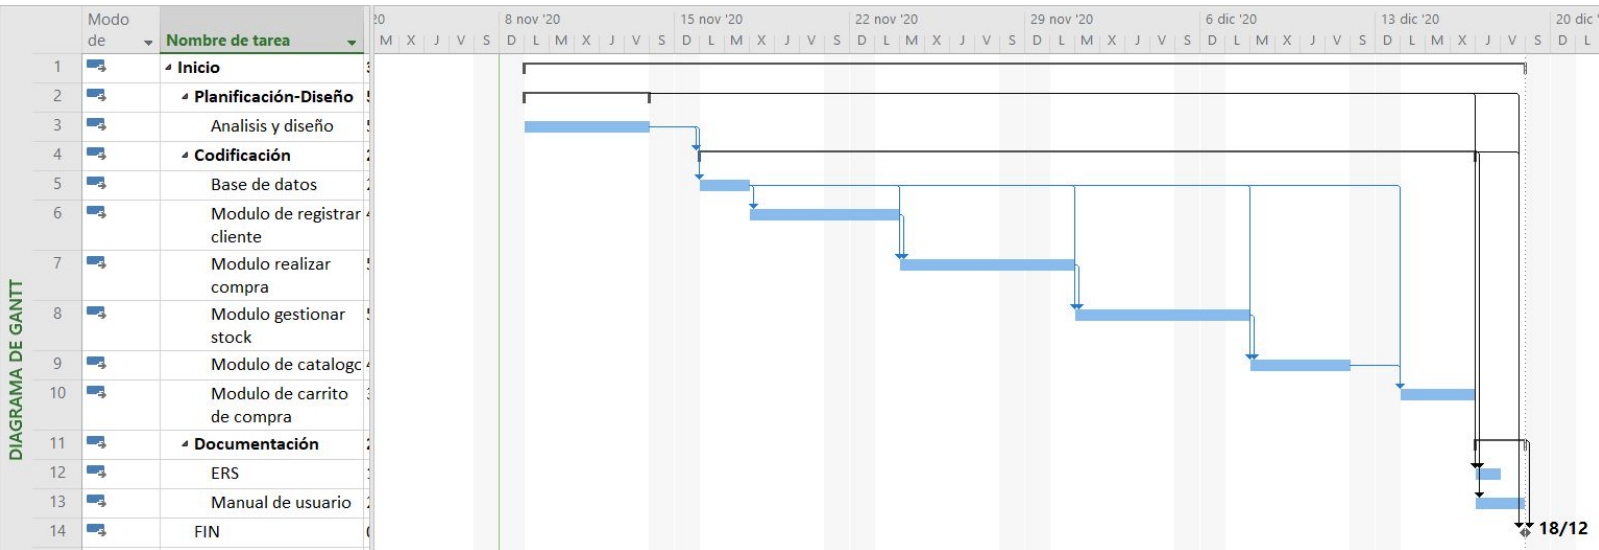 Modo de
Nombre de tarea
20
8 nov '20
15 nov '20
22 nov '20
29 nov '20
6 dic '20
13 dic '20
20 dic '
M X J V S D L M X J V S D L M X J V S D L M X J V S D L M X J V S D L M X J V S D L M X J V S D L
1 Inicio
2 Planificación-Diseño
3 Analisis y diseño
4 Codificación
5 Base de datos
6 Modulo de registrar
cliente
7 Modulo realizar
compra
8 Modulo gestionar
stock
9 Modulo de catalogo
10 Modulo de carrito
de compra
11 Documentación
12 ERS
13 Manual de usuario
14 FIN
18/12
DIAGRAMA DE GANTT